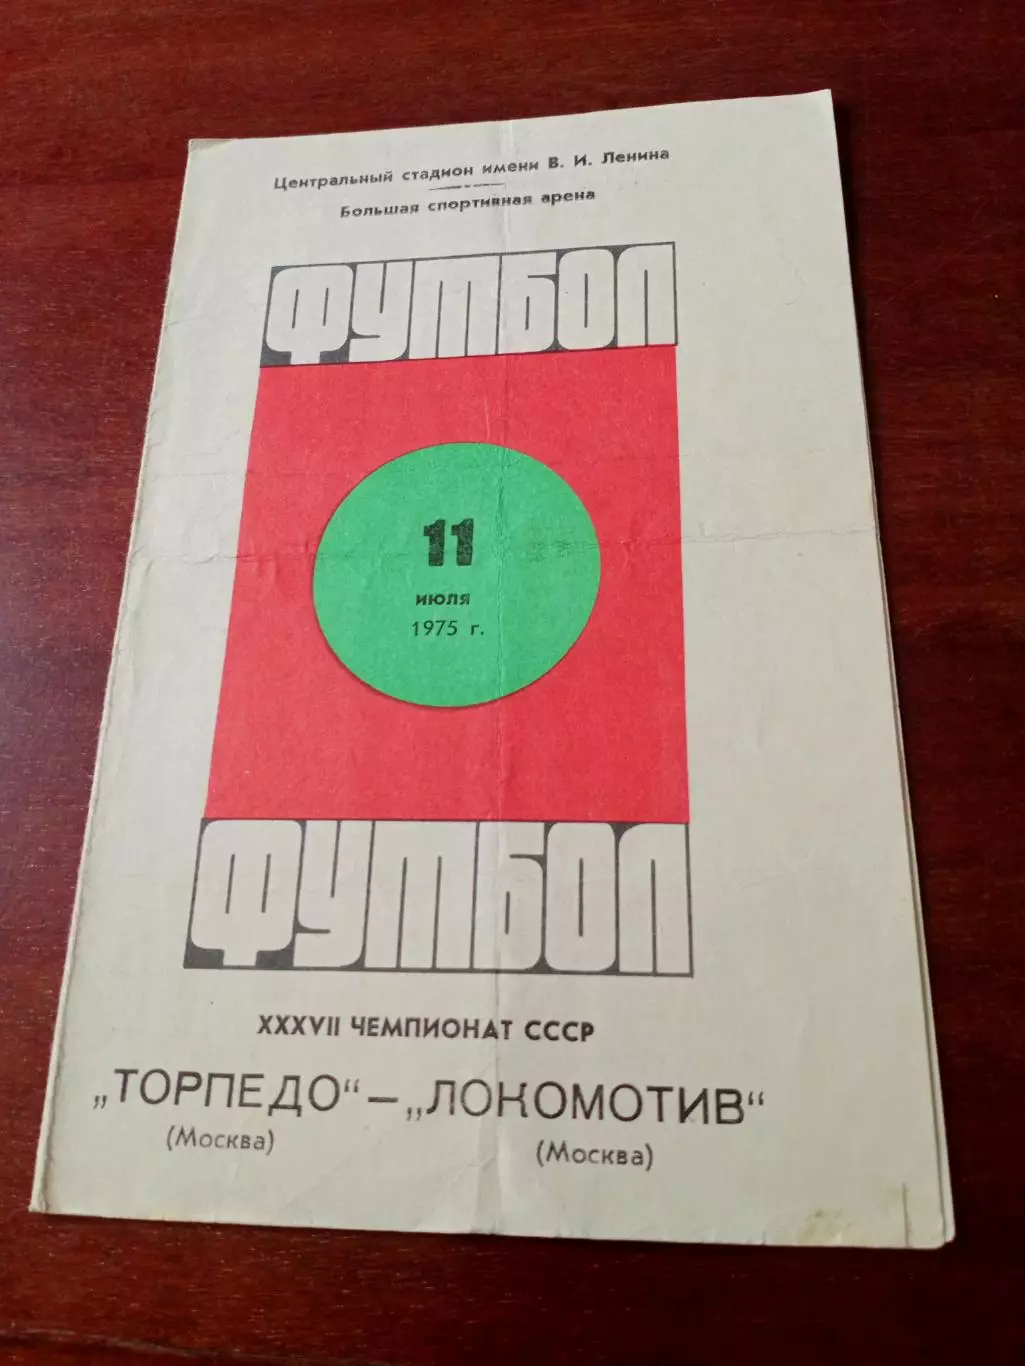 Центральный стадион имени В. И. Ленина
Большая спортивная арена
ФУТБОЛ
11
июля
1975 г.
ФУТБОЛ
XXXVII ЧЕМПИОНАТ СССР
„ТОРПЕДО“ — „ЛОКОМОТИВ“
(Москва) (Москва)